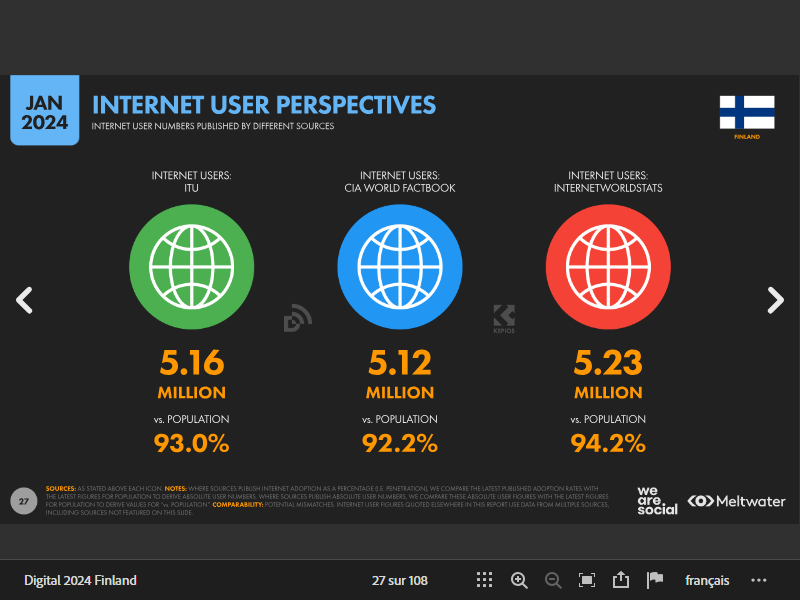 JAN
2024
INTERNET USER PERSPECTIVES
INTERNET USER NUMBERS PUBLISHED BY DIFFERENT SOURCES
FINLAND
INTERNET USERS:
ITU
INTERNET USERS:
CIA WORLD FACTBOOK
INTERNET USERS:
INTERNETWORLDSTATS
KEPIOS
5.16
MILLION
vs. POPULATION
93.0%
5.12
MILLION
vs. POPULATION
92.2%
5.23
MILLION
vs. POPULATION
94.2%
27
SOURCES: AS STATED ABOVE EACH ICON. NOTES: WHERE SOURCES PUBLISH INTERNET ADOPTION AS A PERCENTAGE (I.E. PENETRATION), WE COMPARE THE LATEST PUBLISHED ADOPTION RATES WITH
THE LATEST FIGURES FOR POPULATION TO DERIVE ABSOLUTE USER NUMBERS. WHERE SOURCES PUBLISH ABSOLUTE USER NUMBERS, WE COMPARE THESE ABSOLUTE USER FIGURES WITH THE LATEST FIGURES
FOR POPULATION TO DERIVE VALUES FOR "vs. POPULATION." COMPARABILITY: POTENTIAL MISMATCHES. INTERNET USER FIGURES QUOTED ELSEWHERE IN THIS REPORT USE DATA FROM MULTIPLE SOURCES,
INCLUDING SOURCES NOT FEATURED ON THIS SLIDE.
we
are.
social
Meltwater
Digital 2024 Finland
27 sur 108
français